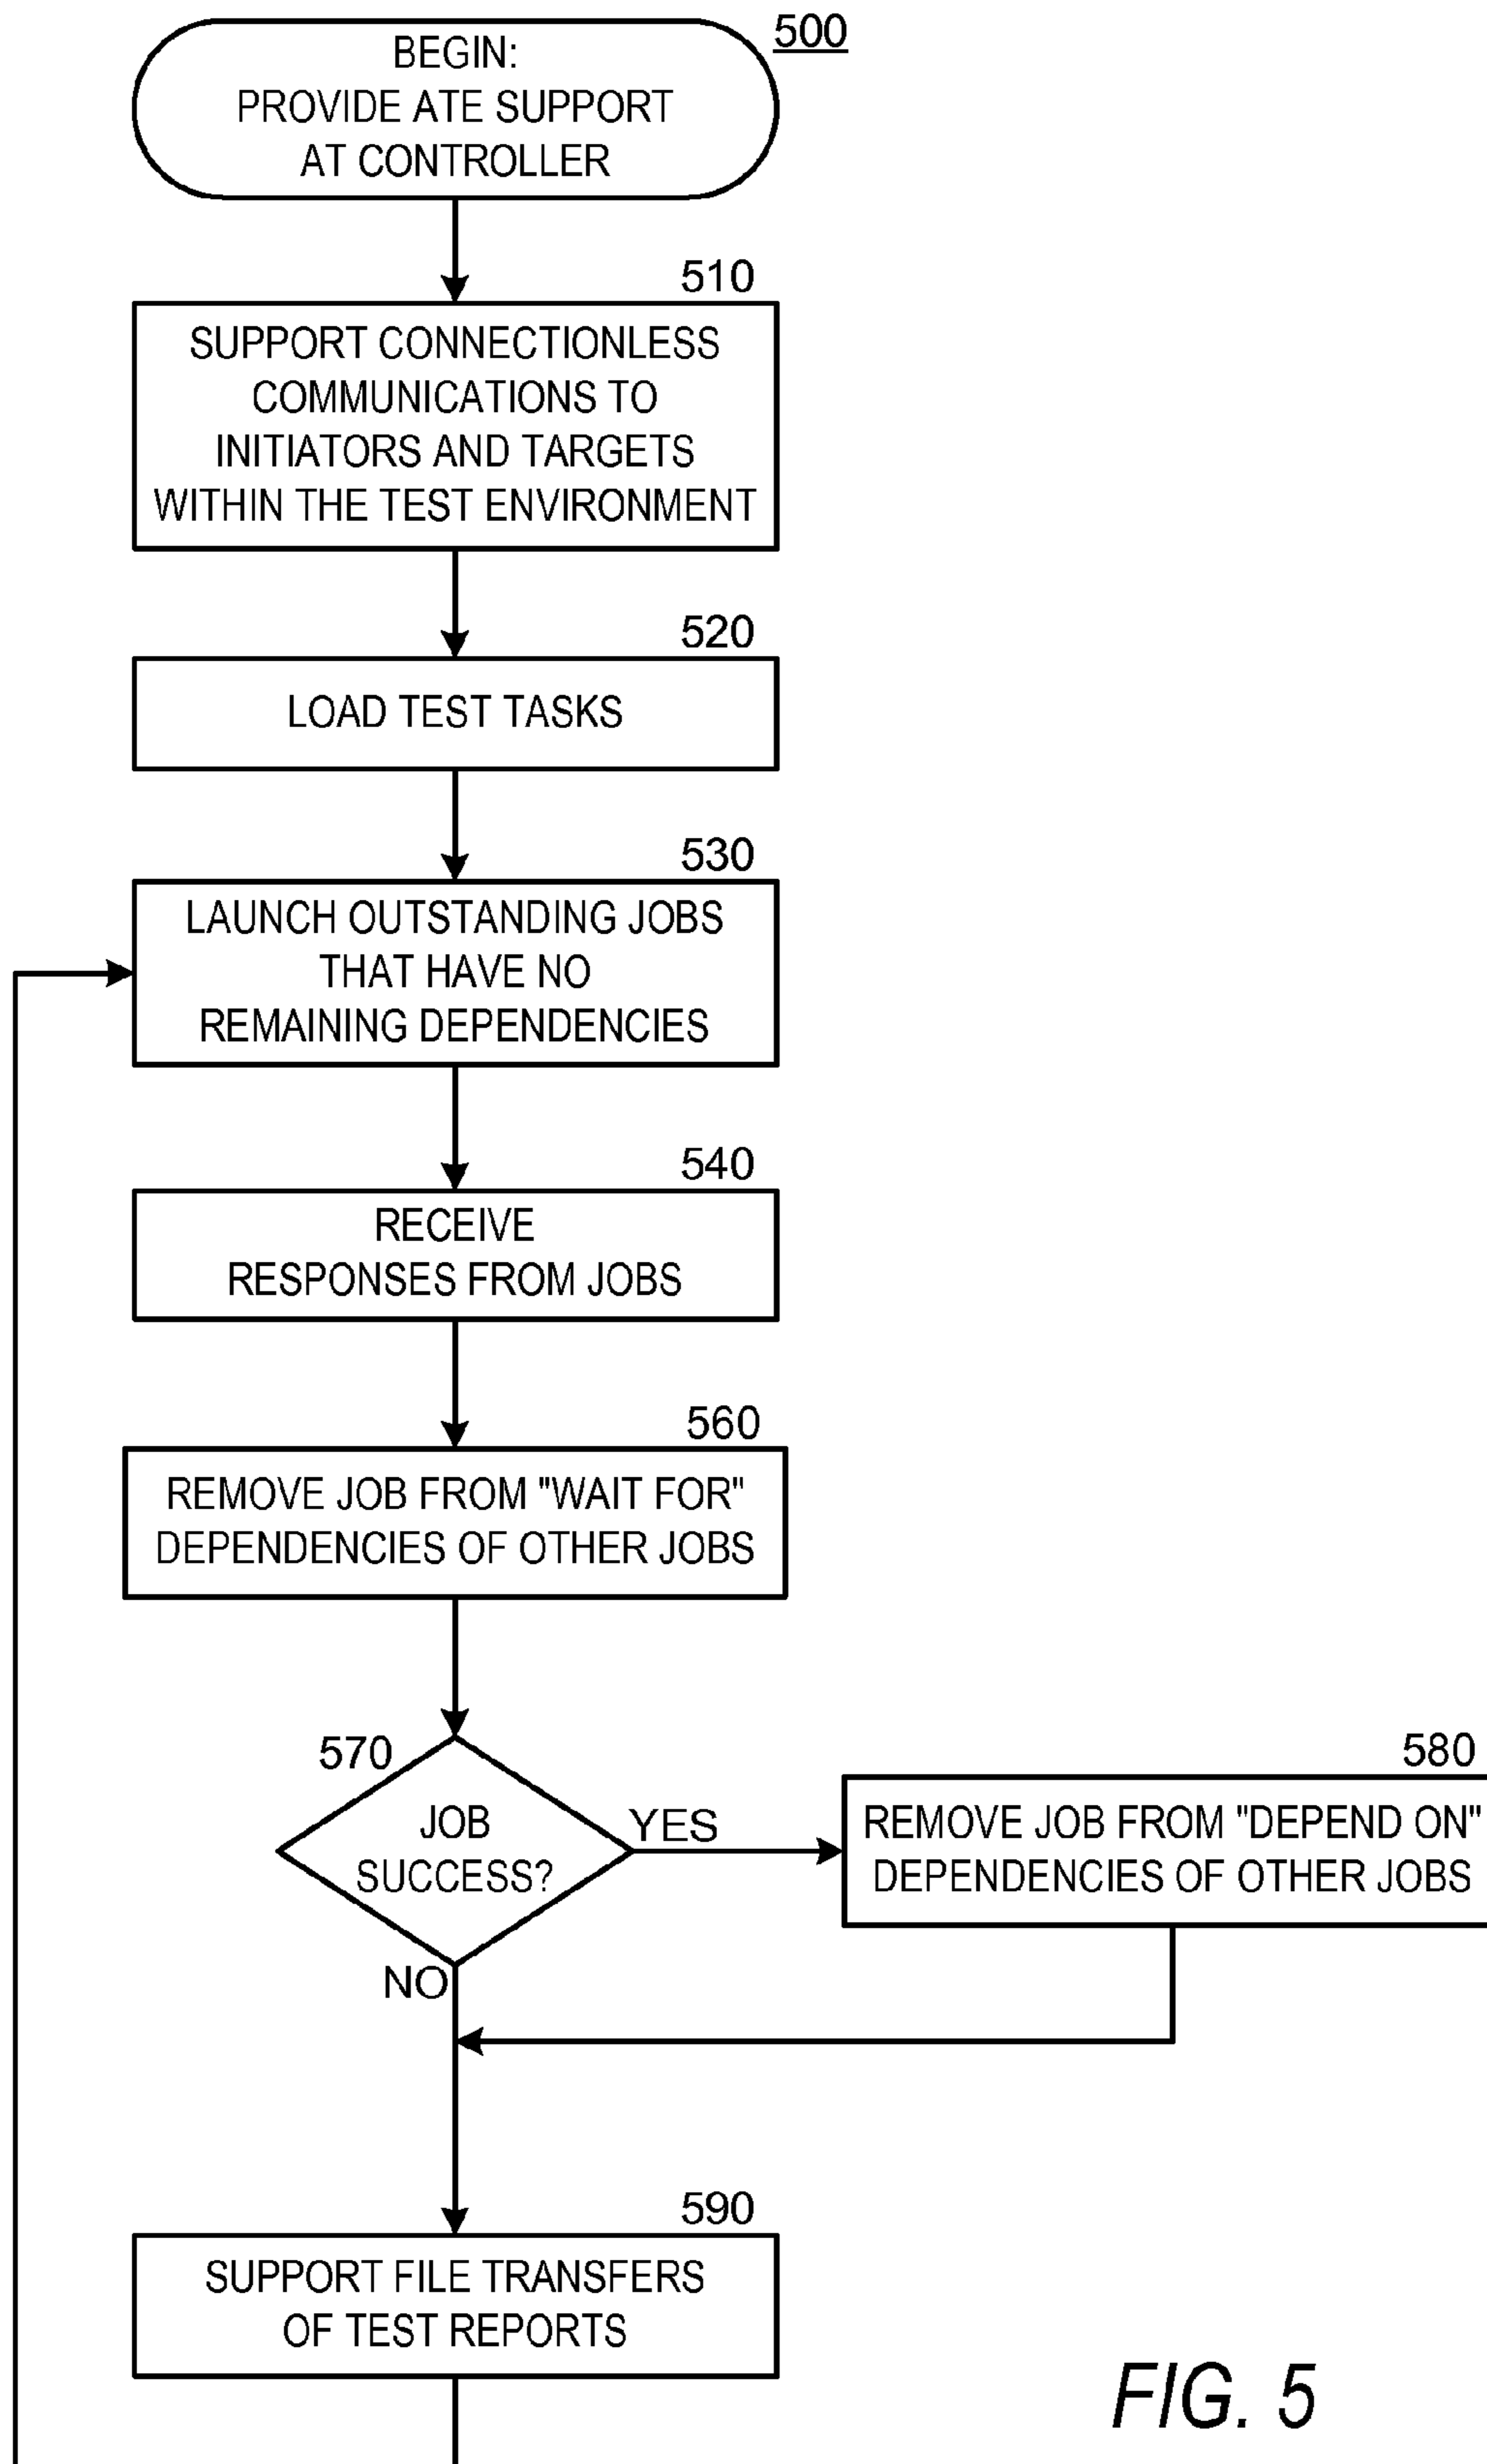 500
BEGIN:
PROVIDE ATE SUPPORT
AT CONTROLLER
510
SUPPORT CONNECTIONLESS
COMMUNICATIONS TO
INITIATORS AND TARGETS
WITHIN THE TEST ENVIRONMENT
520
LOAD TEST TASKS
530
LAUNCH OUTSTANDING JOBS
THAT HAVE NO
REMAINING DEPENDENCIES
540
RECEIVE
RESPONSES FROM JOBS
560
REMOVE JOB FROM "WAIT FOR"
DEPENDENCIES OF OTHER JOBS
570
JOB
SUCCESS?
YES
NO
580
REMOVE JOB FROM "DEPEND ON"
DEPENDENCIES OF OTHER JOBS
590
SUPPORT FILE TRANSFERS
OF TEST REPORTS
FIG. 5